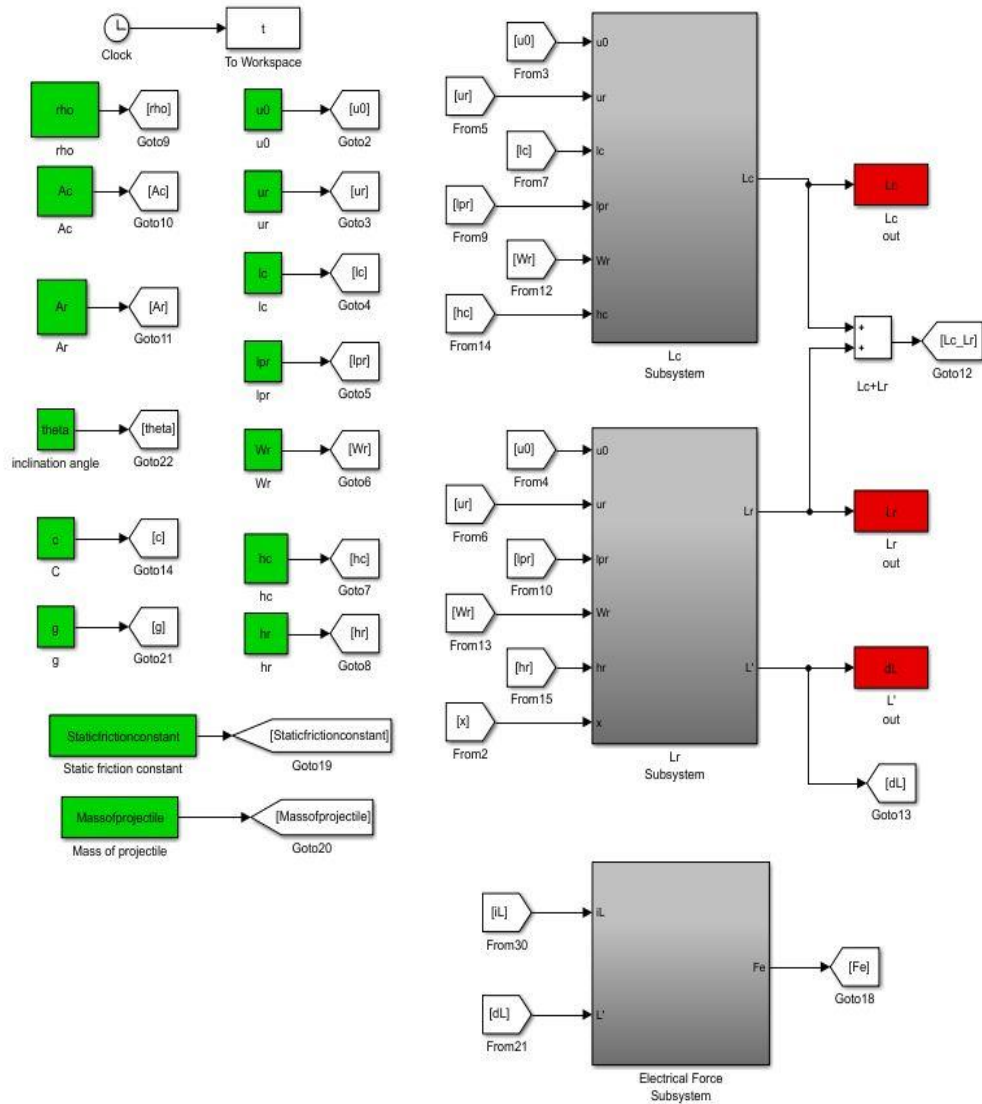 t
Clock
To Workspace
rho
[rho]
rho
Goto9
u0
[u0]
u0
Goto2
Ac
[Ac]
Ac
Goto10
ur
[ur]
ur
Goto3
lc
[lc]
lc
Goto4
Ar
[Ar]
Ar
Goto11
lpr
[lpr]
lpr
Goto5
theta
[theta]
inclination angle
Goto22
Wr
[Wr]
Wr
Goto6
c
[c]
C
Goto14
hc
[hc]
hc
Goto7
g
[g]
g
Goto21
hr
[hr]
hr
Goto8
Staticfrictionconstant
[Staticfrictionconstant]
Static friction constant
Goto19
Massofprojectile
[Massofprojectile]
Mass of projectile
Goto20
[u0]
From3
[ur]
From5
[lc]
From7
[lpr]
From9
[Wr]
From12
[hc]
From14
u0
ur
lc
lpr
Wr
hc
Lc
Lc
Subsystem
Lc
Lc
out
+
+
Lc+Lr
[Lc_Lr]
Goto12
[u0]
From4
[ur]
From6
[lpr]
From10
[Wr]
From13
[hr]
From15
[x]
From2
u0
ur
lpr
Wr
hr
x
Lr
L'
Lr
Subsystem
Lr
Lr
out
dL
L'
out
[dL]
Goto13
[iL]
From30
[dL]
From21
iL
L'
Fe
Electrical Force
Subsystem
[Fe]
Goto18